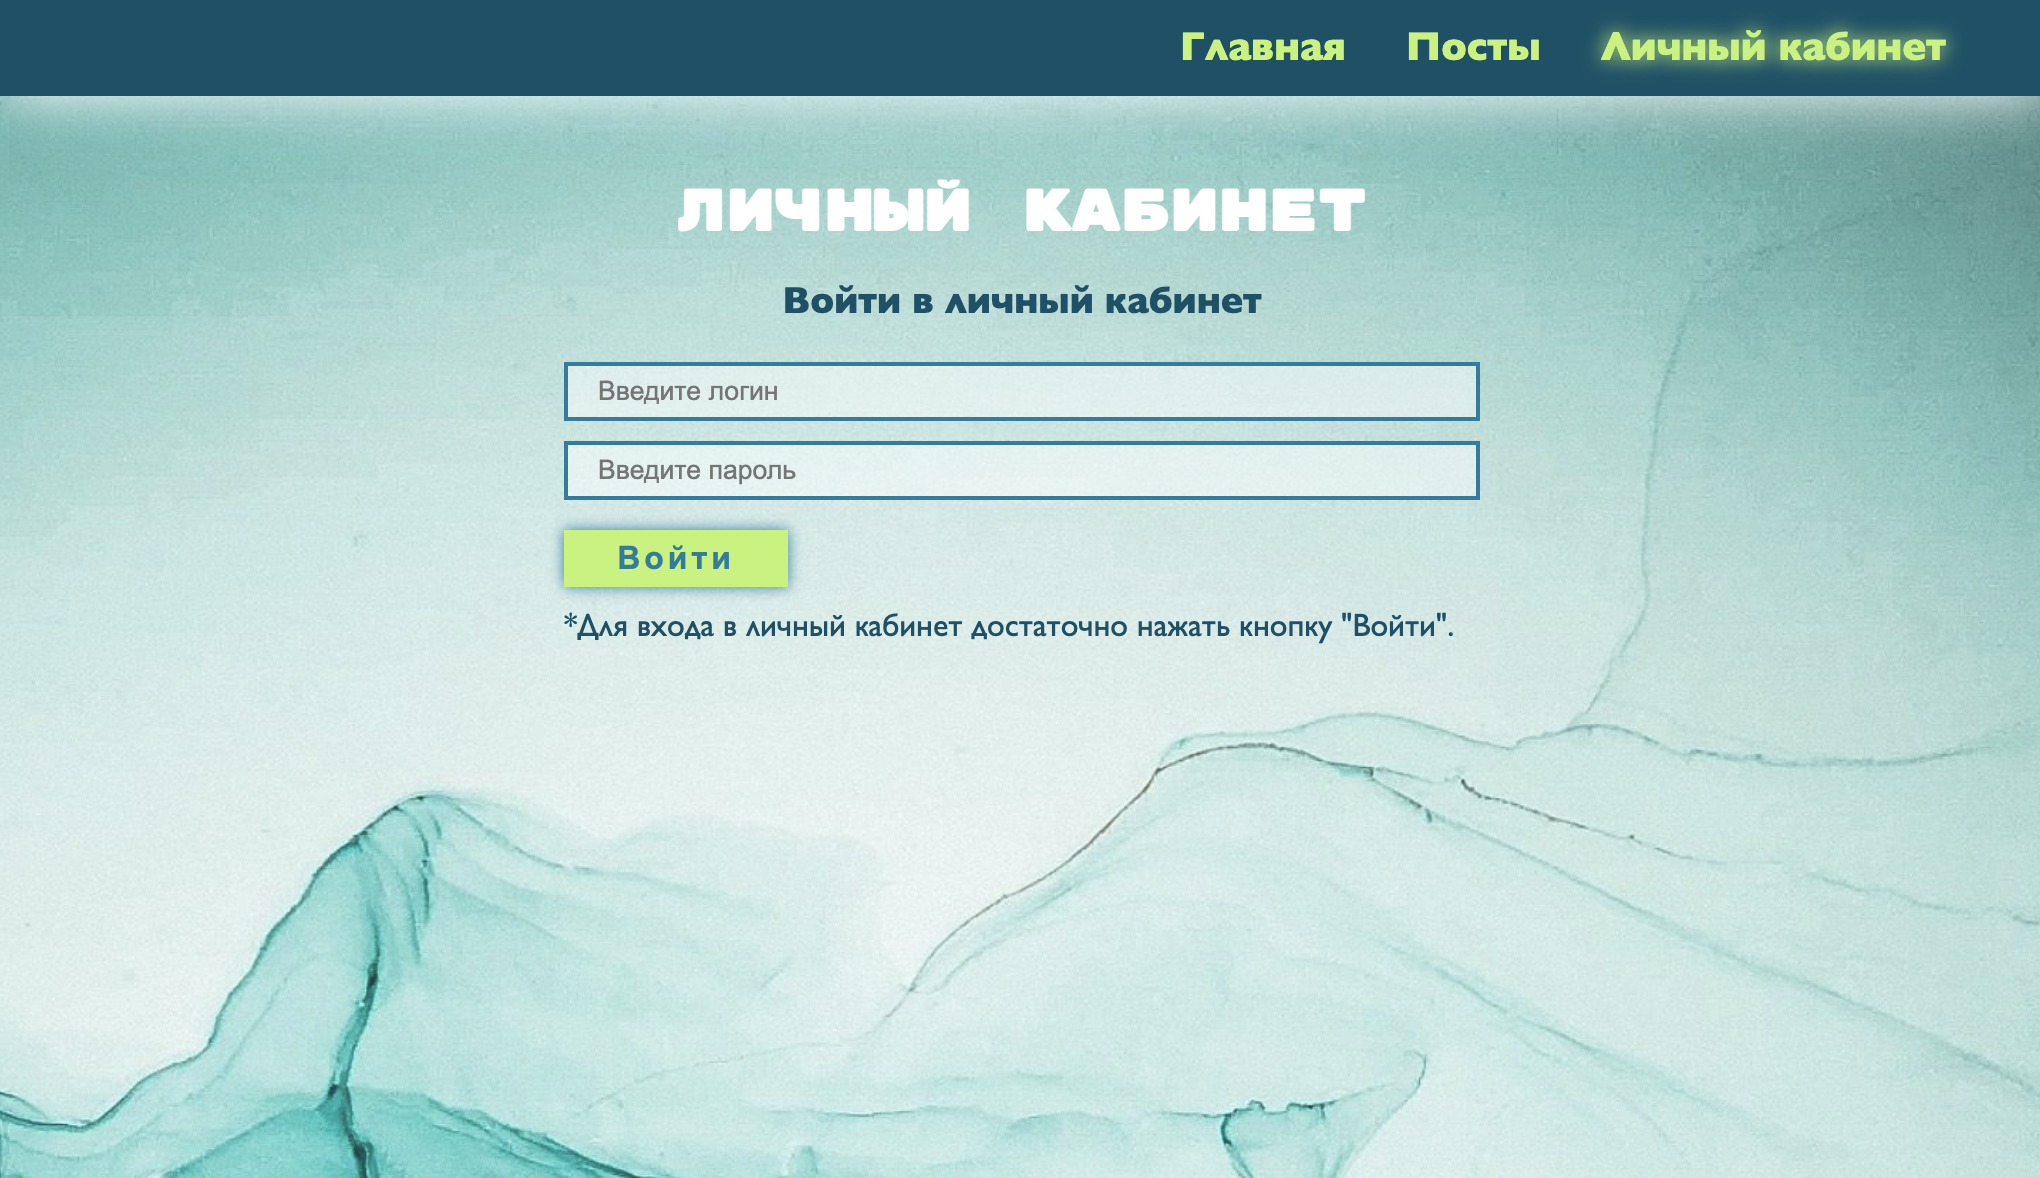 Главная Посты Личный кабинет
ЛИЧНЫЙ КАБИНЕТ
Войти в личный кабинет
Введите логин
Введите пароль
Войти
*Для входа в личный кабинет достаточно нажать кнопку "Войти".